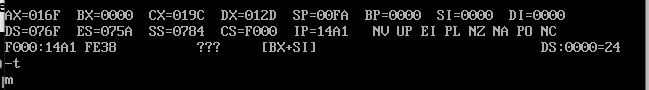 AX=016F BX=0000 CX=019C DX=012D SP=00FA BP=0000 SI=0000 DI=0000
DS=076F ES=075A SS=0784 CS=F000 IP=14A1 NV UP EI PL NZ NA PO NC
F000:14A1 FE38 ??? [BX+SI] DS:0000=24
-t
m